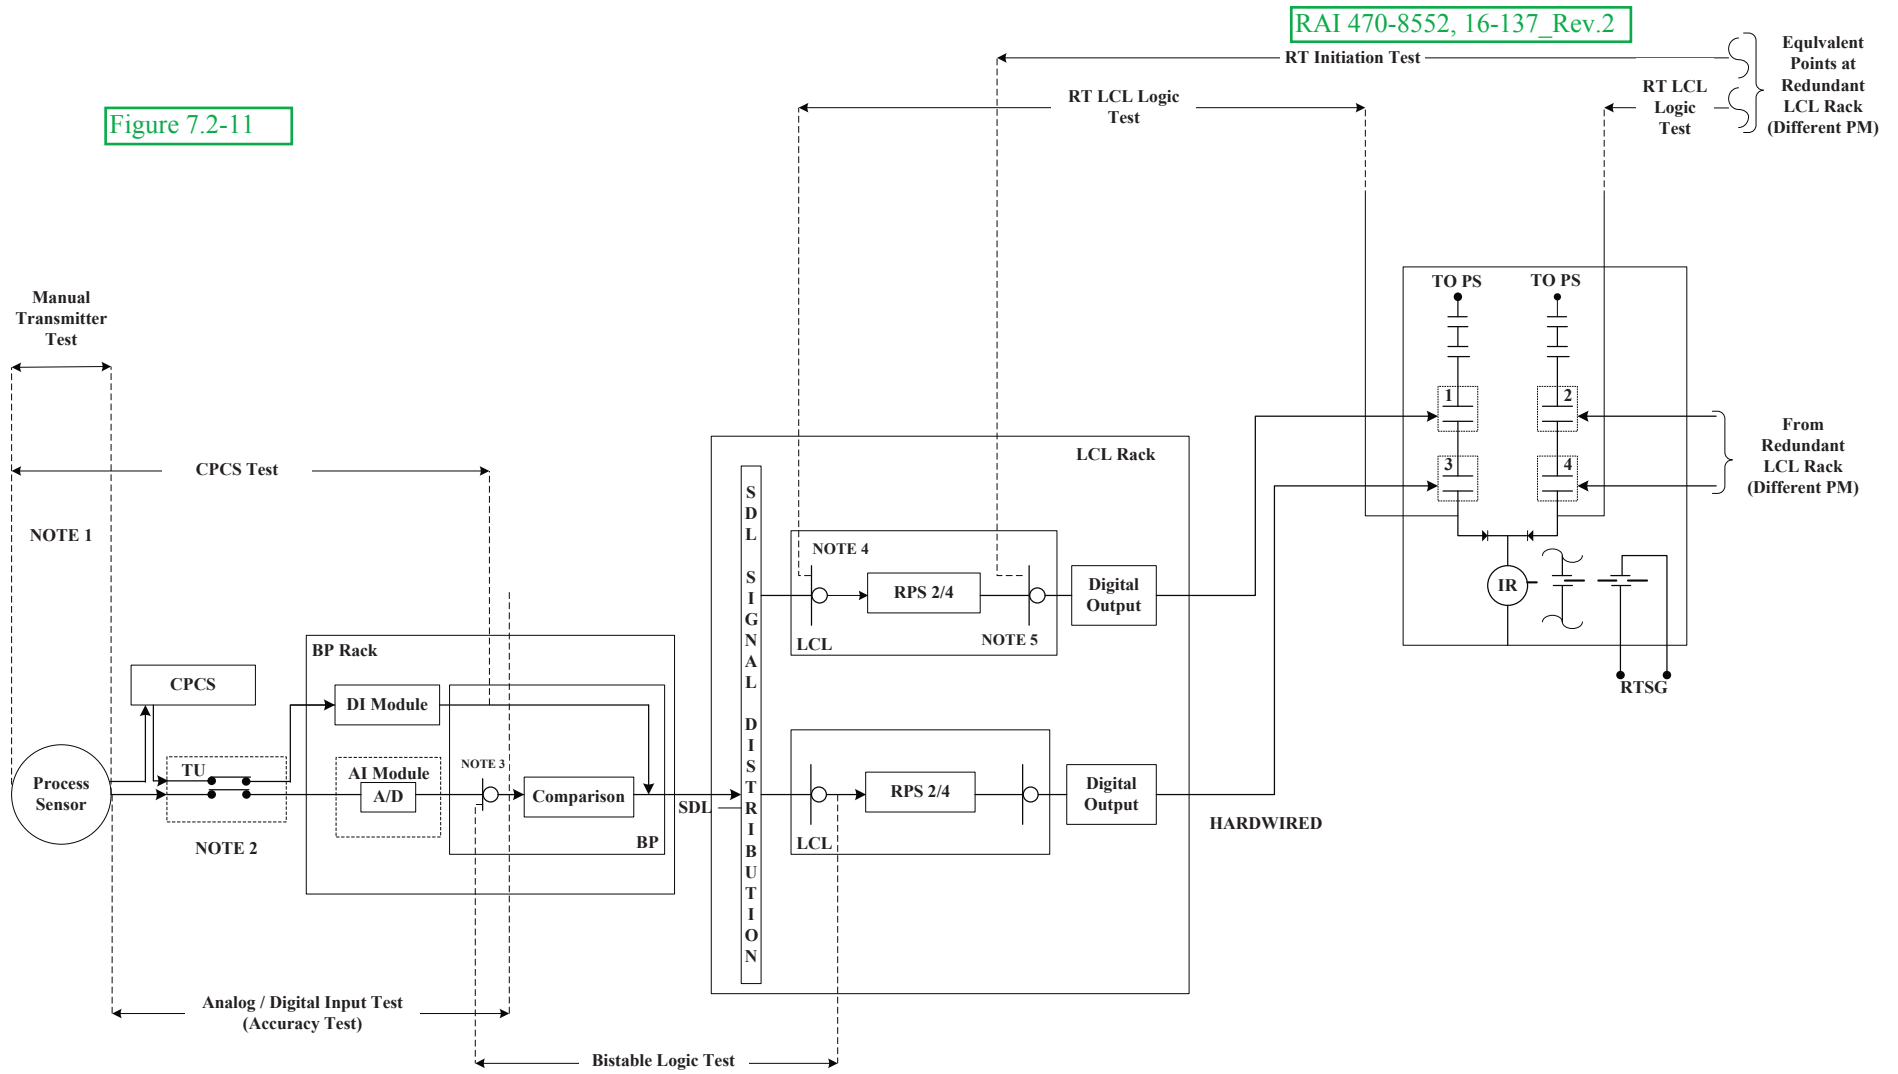 RAI 470-8552, 16-137_Rev.2
Figure 7.2-11
RT Initiation Test
Equlvalent
Points at
Redundant
LCL Rack
(Different PM)
RT LCL Logic
Test
RT LCL
Logic
Test
Manual
Transmitter
Test
TO PS
TO PS
1
2
3
4
From
Redundant
LCL Rack
(Different PM)
CPCS Test
NOTE 1
LCL Rack
SDL SIGNAL DISTRIBUTION
NOTE 4
RPS 2/4
NOTE 5
LCL
Digital
Output
IR
RTSG
BP Rack
CPCS
DI Module
TU
AI Module
A/D
NOTE 3
Comparison
BP
Process
Sensor
NOTE 2
SDL
RPS 2/4
LCL
Digital
Output
HARDWIRED
Analog / Digital Input Test
(Accuracy Test)
Bistable Logic Test